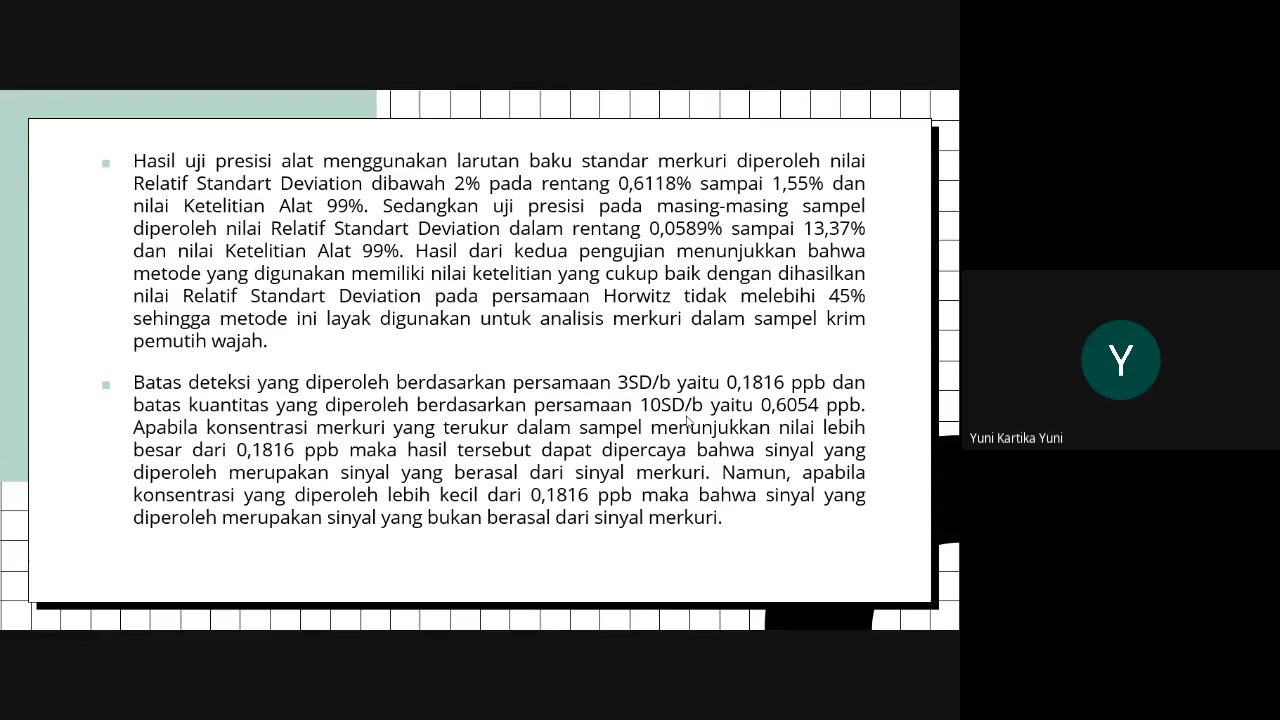 Hasil uji presisi alat menggunakan larutan baku standar merkuri diperoleh nilai
Relatif Standart Deviation dibawah 2% pada rentang 0,6118% sampai 1,55% dan
nilai Ketelitian Alat 99%. Sedangkan uji presisi pada masing-masing sampel
diperoleh nilai Relatif Standart Deviation dalam rentang 0,0589% sampai 13,37%
dan nilai Ketelitian Alat 99%. Hasil dari kedua pengujian menunjukkan bahwa
metode yang digunakan memiliki nilai ketelitian yang cukup baik dengan dihasilkan
nilai Relatif Standart Deviation pada persamaan Horwitz tidak melebihi 45%
sehingga metode ini layak digunakan untuk analisis merkuri dalam sampel krim
pemutih wajah.
Batas deteksi yang diperoleh berdasarkan persamaan 3SD/b yaitu 0,1816 ppb dan
batas kuantitas yang diperoleh berdasarkan persamaan 10SD/b yaitu 0,6054 ppb.
Apabila konsentrasi merkuri yang terukur dalam sampel menunjukkan nilai lebih
besar dari 0,1816 ppb maka hasil tersebut dapat dipercaya bahwa sinyal yang
diperoleh merupakan sinyal yang berasal dari sinyal merkuri. Namun, apabila
konsentrasi yang diperoleh lebih kecil dari 0,1816 ppb maka bahwa sinyal yang
diperoleh merupakan sinyal yang bukan berasal dari sinyal merkuri.
Y
Yuni Kartika Yuni